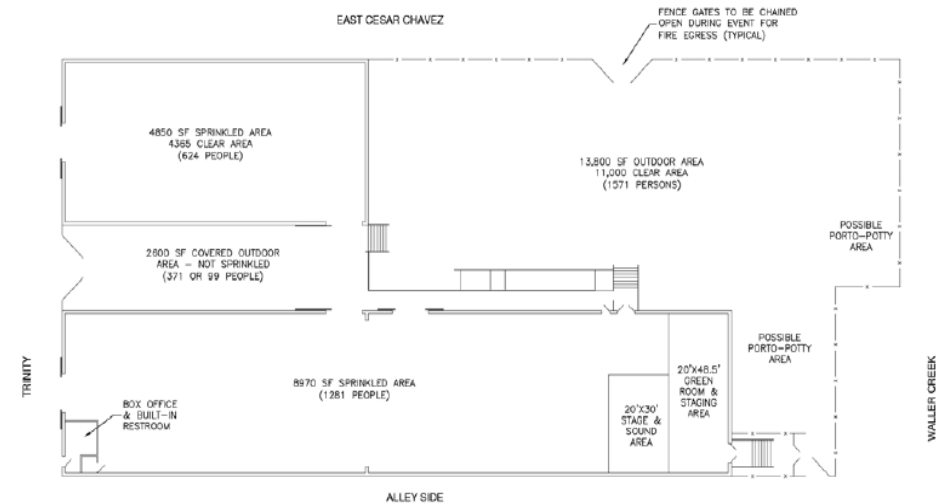 EAST CESAR CHAVEZ
FENCE GATES TO BE CHAINED
OPEN DURING EVENT FOR
FIRE EGRESS (TYPICAL)
4850 SF SPRINKLED AREA
4365 CLEAR AREA
(624 PEOPLE)
13,800 SF OUTDOOR AREA
11,000 CLEAR AREA
(1571 PERSONS)
POSSIBLE
PORTO-POTTY
AREA
2600 SF COVERED OUTDOOR
AREA - NOT SPRINKLED
(371 OR 99 PEOPLE)
POSSIBLE
PORTO-POTTY
AREA
TRINITY
8970 SF SPRINKLED AREA
(1281 PEOPLE)
20'X48.5'
GREEN
ROOM &
STAGING
AREA
BOX OFFICE
& BUILT-IN
RESTROOM
20'X30'
STAGE &
SOUND
AREA
WALLER CREEK
ALLEY SIDE